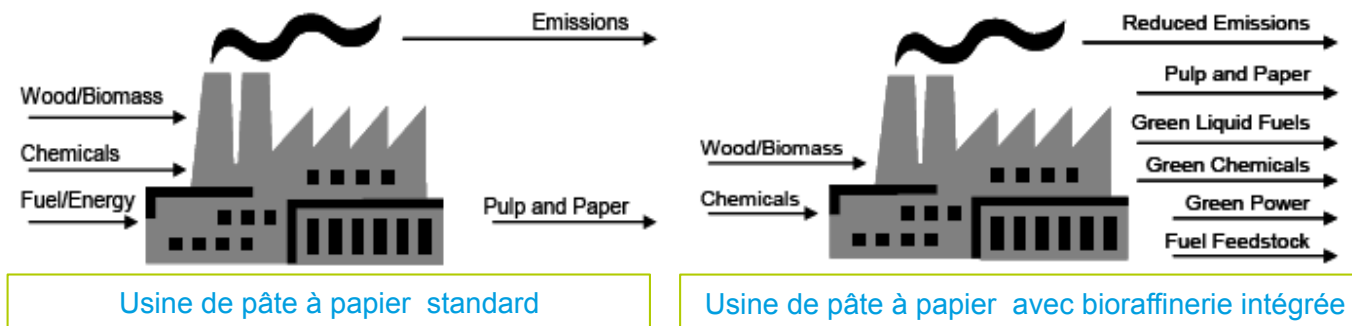 Emissions
Wood/Biomass
Chemicals
Fuel/Energy
Pulp and Paper
Usine de pâte à papier standard
Reduced Emissions
Pulp and Paper
Green Liquid Fuels
Wood/Biomass
Green Chemicals
Chemicals
Green Power
Fuel Feedstock
Usine de pâte à papier avec bioraffinerie intégrée